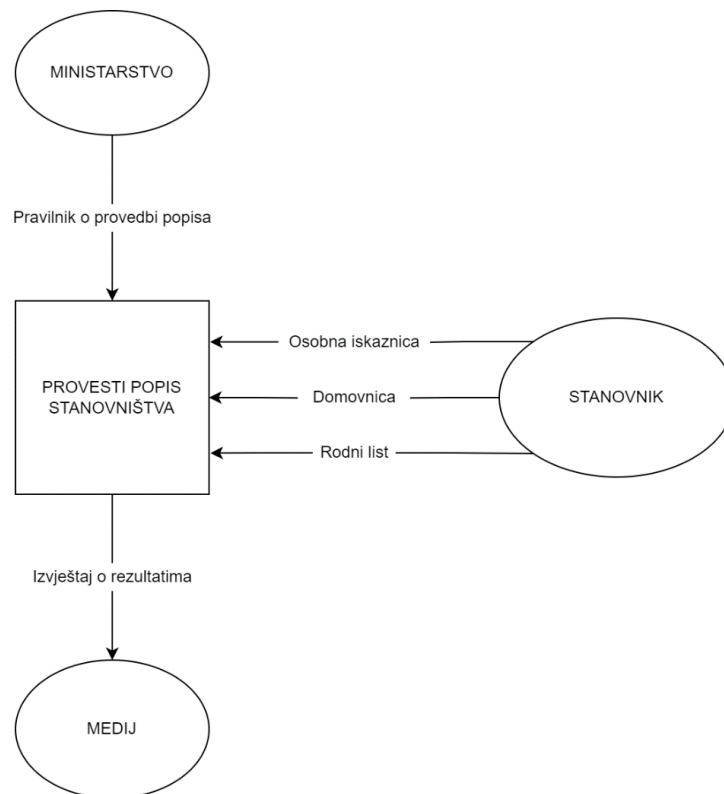 MINISTARSTVO
Pravilnik o provedbi popisa
PROVESTI POPIS
STANOVNIŠTVA
Osobna iskaznica
Domovnica
Rodni list
STANOVNIK
Izvještaj o rezultatima
MEDIJ